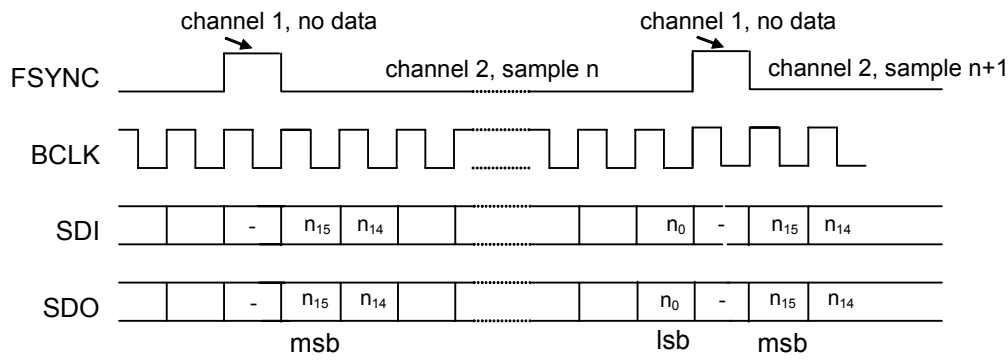 channel 1, no data channel 1, no data
FSYNC channel 2, sample n channel 2, sample n+1
BCLK
SDI - n₁₅ n₁₄ n₀ - n₁₅ n₁₄
SDO - n₁₅ n₁₄ n₀ - n₁₅ n₁₄
msb lsb msb